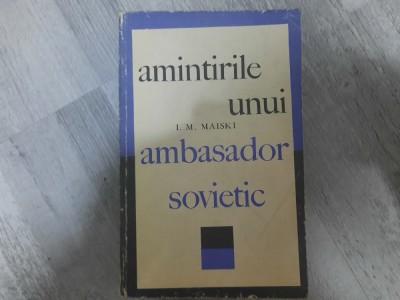 amintirile
unui
I. M. MAISKI
ambasador
sovietic